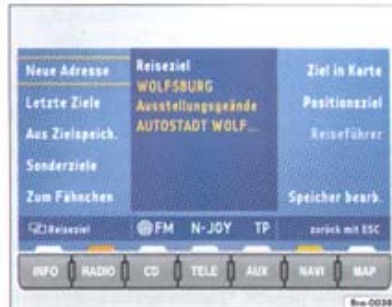 Neue Adresse
Letzte Ziele
Aus Zielspeich.
Sonderziele
Zum Fähnchen
Reiseziel
WOLFSBURG
Ausstellungsgeände
AUTOSTADT WOLF...
Ziel in Karte
Positionsziel
Reiseführer
Speicher bearb.
Reiseziel FM N-JOY TP zurück mit ESC
INFO RADIO CD TELE AUX NAVI MAP